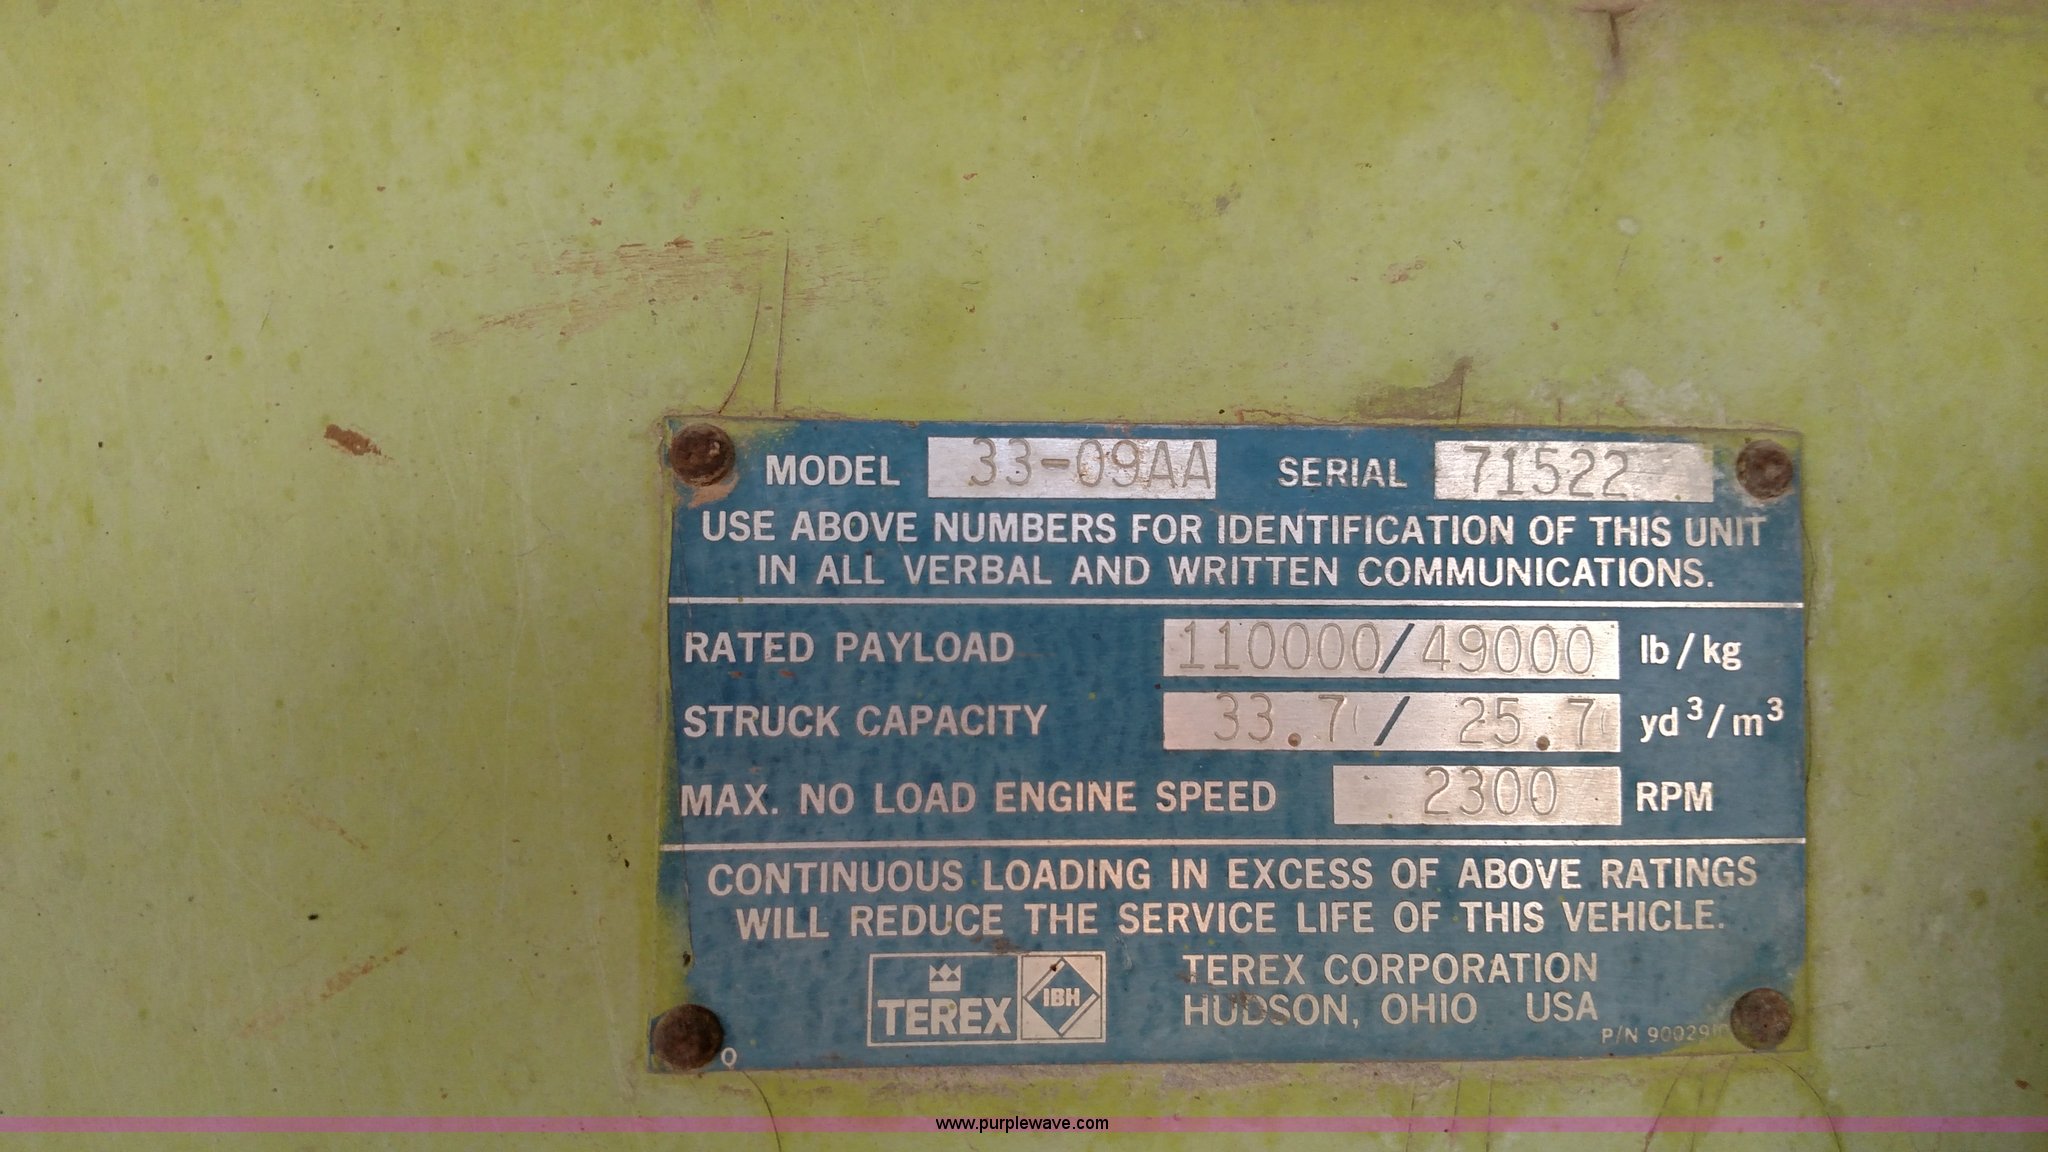 MODEL 33-09AA SERIAL 71522
USE ABOVE NUMBERS FOR IDENTIFICATION OF THIS UNIT
IN ALL VERBAL AND WRITTEN COMMUNICATIONS.
RATED PAYLOAD 110000/49000 lb/kg
STRUCK CAPACITY 33.7/ 25.7 yd³/m³
MAX. NO LOAD ENGINE SPEED 2300 RPM
CONTINUOUS LOADING IN EXCESS OF ABOVE RATINGS
WILL REDUCE THE SERVICE LIFE OF THIS VEHICLE.
TEREX IBH
TEREX CORPORATION
HUDSON, OHIO USA
P/N
Q
www.purplewave.com